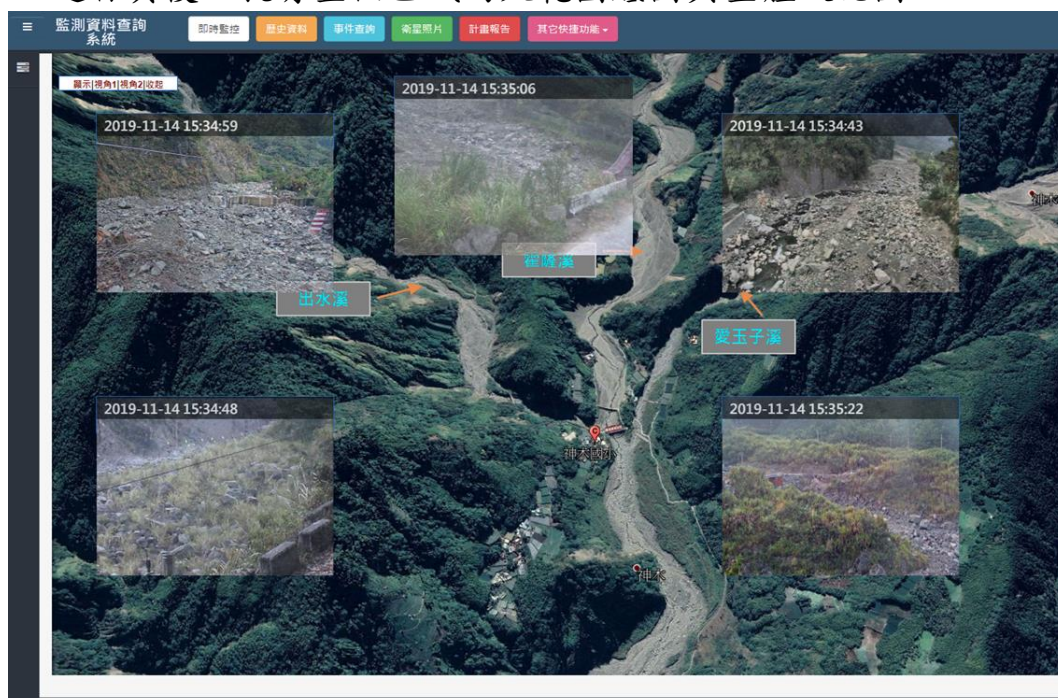 監測資料查詢
系統
即時監控
歷史資料
事件查詢
衛星照片
計畫報告
其它快捷功能
顯示|視角1|視角2|收起
2019-11-14 15:34:59
2019-11-14 15:35:06
2019-11-14 15:34:43
神木
出水溪
愛玉子溪
2019-11-14 15:34:48
2019-11-14 15:35:22
神木國小
神木